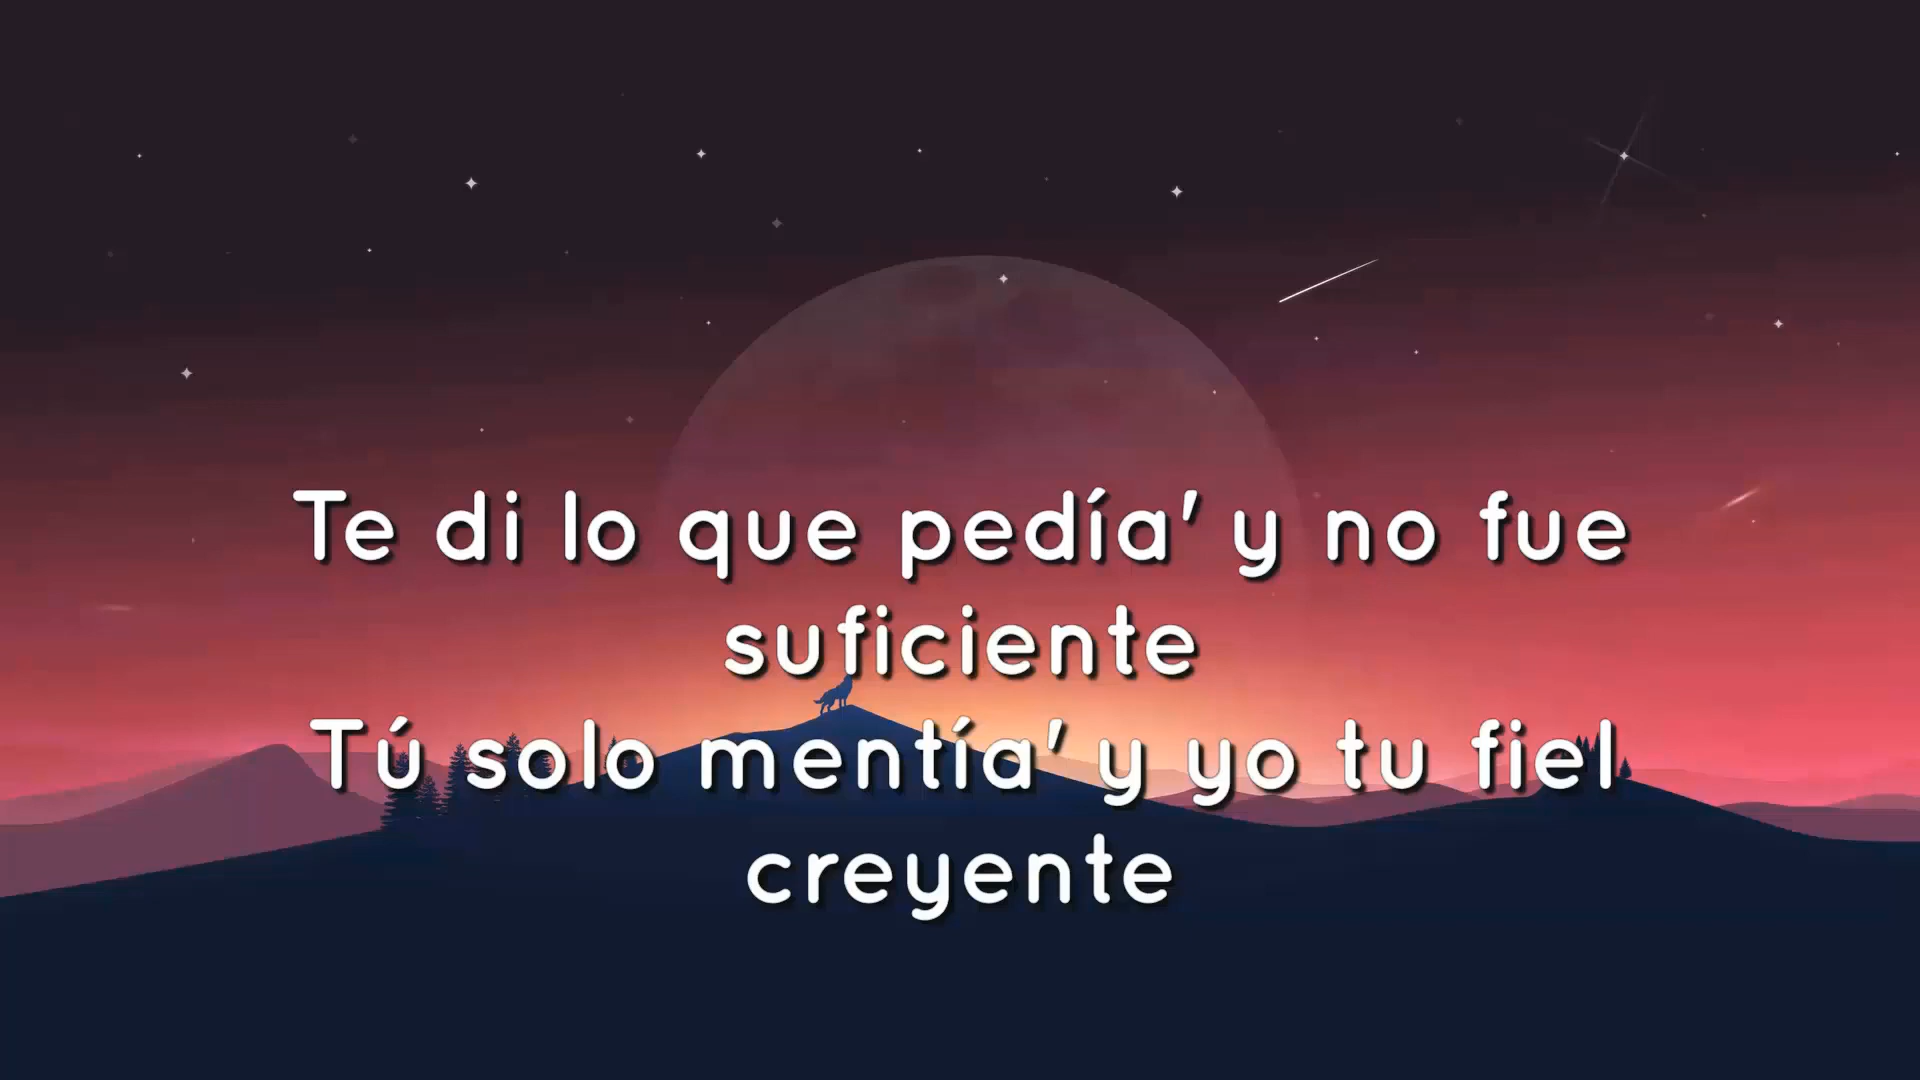 Te di lo que pedía' y no fue
suficiente
Tú solo mentía' y yo tu fiel
creyente